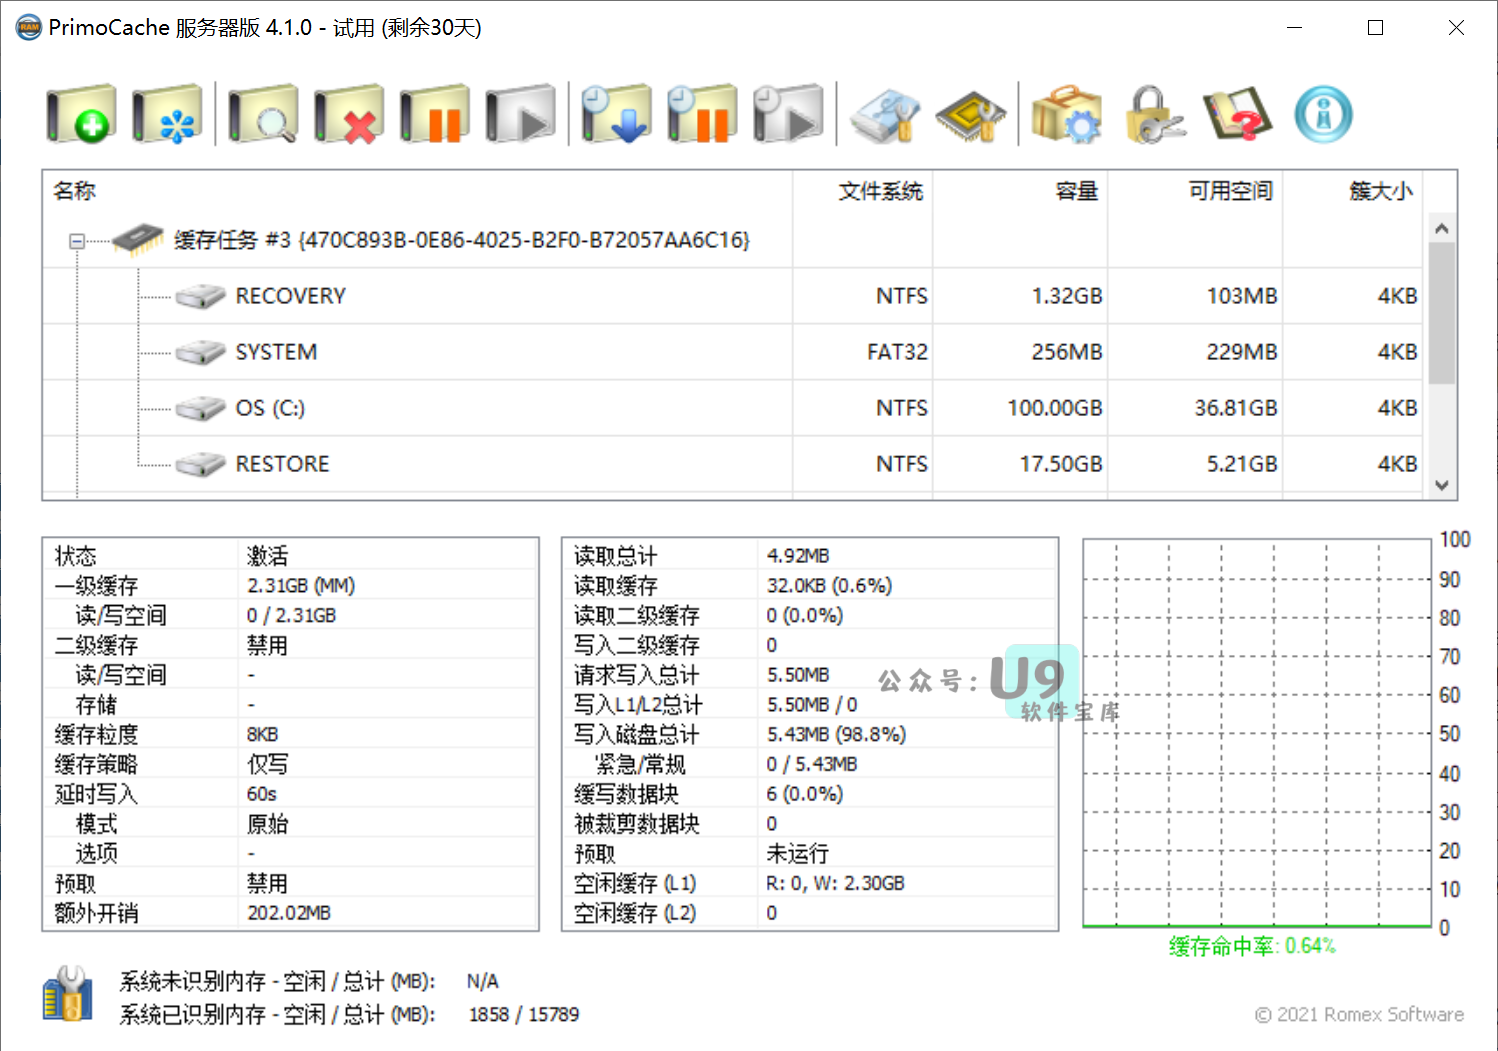 PrimoCache 服务器版 4.1.0 - 试用 (剩余30天)
名称 文件系统 容量 可用空间 簇大小
缓存任务 #3 {470C893B-0E86-4025-B2F0-B72057AA6C16}
RECOVERY NTFS 1.32GB 103MB 4KB
SYSTEM FAT32 256MB 229MB 4KB
OS (C:) NTFS 100.00GB 36.81GB 4KB
RESTORE NTFS 17.50GB 5.21GB 4KB
状态 激活
一级缓存 2.31GB (MM)
读/写空间 0 / 2.31GB
二级缓存 禁用
读/写空间 -
存储 -
缓存粒度 8KB
缓存策略 仅写
延时写入 60s
模式 原始
选项 -
预取 禁用
额外开销 202.02MB
读取总计 4.92MB
读取缓存 32.0KB (0.6%)
读取二级缓存 0 (0.0%)
写入二级缓存 0
请求写入总计 5.50MB
写入L1/L2总计 5.50MB / 0
写入磁盘总计 5.43MB (98.8%)
紧急/常规 0 / 5.43MB
缓写数据块 6 (0.0%)
被裁剪数据块 0
预取 未运行
空闲缓存 (L1) R: 0, W: 2.30GB
空闲缓存 (L2) 0
公众号: U9
软件宝库
100
90
80
70
60
50
40
30
20
10
0
缓存命中率: 0.64%
系统未识别内存 - 空闲 / 总计 (MB): N/A
系统已识别内存 - 空闲 / 总计 (MB): 1858 / 15789
© 2021 Romex Software
RAM